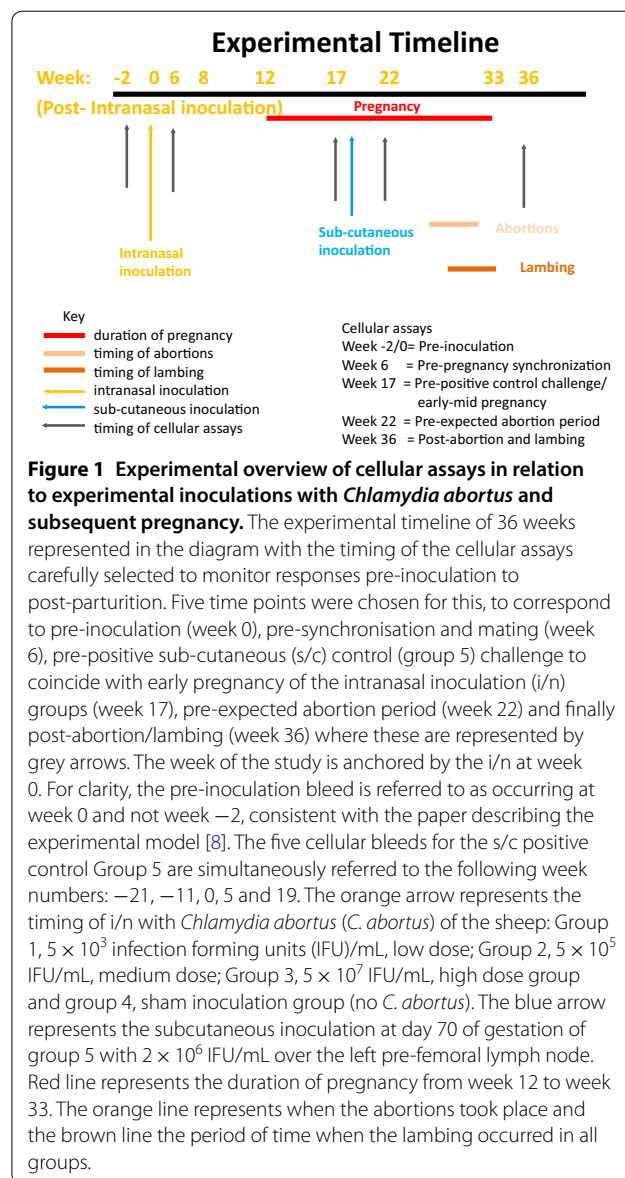 Experimental Timeline
Week: -2 0 6 8 12 17 22 33 36
(Post- Intranasal inoculation)
Pregnancy
Intranasal
inoculation
Sub-cutaneous
inoculation
Abortions
Lambing
Key
duration of pregnancy
timing of abortions
timing of lambing
intranasal inoculation
sub-cutaneous inoculation
timing of cellular assays
Cellular assays
Week -2/0= Pre-inoculation
Week 6 = Pre-pregnancy synchronization
Week 17 = Pre-positive control challenge/
early-mid pregnancy
Week 22 = Pre-expected abortion period
Week 36 = Post-abortion and lambing
Figure 1 Experimental overview of cellular assays in relation
to experimental inoculations with Chlamydia abortus and
subsequent pregnancy. The experimental timeline of 36 weeks
represented in the diagram with the timing of the cellular assays
carefully selected to monitor responses pre-inoculation to
post-parturition. Five time points were chosen for this, to correspond
to pre-inoculation (week 0), pre-synchronisation and mating (week
6), pre-positive sub-cutaneous (s/c) control (group 5) challenge to
coincide with early pregnancy of the intranasal inoculation (i/n)
groups (week 17), pre-expected abortion period (week 22) and finally
post-abortion/lambing (week 36) where these are represented by
grey arrows. The week of the study is anchored by the i/n at week
0. For clarity, the pre-inoculation bleed is referred to as occurring at
week 0 and not week −2, consistent with the paper describing the
experimental model [8]. The five cellular bleeds for the s/c positive
control Group 5 are simultaneously referred to the following week
numbers: −21, −11, 0, 5 and 19. The orange arrow represents the
timing of i/n with Chlamydia abortus (C. abortus) of the sheep: Group
1, 5 × 10³ infection forming units (IFU)/mL, low dose; Group 2, 5 × 10⁵
IFU/mL, medium dose; Group 3, 5 × 10⁷ IFU/mL, high dose group
and group 4, sham inoculation group (no C. abortus). The blue arrow
represents the subcutaneous inoculation at day 70 of gestation of
group 5 with 2 × 10⁶ IFU/mL over the left pre-femoral lymph node.
Red line represents the duration of pregnancy from week 12 to week
33. The orange line represents when the abortions took place and
the brown line the period of time when the lambing occurred in all
groups.